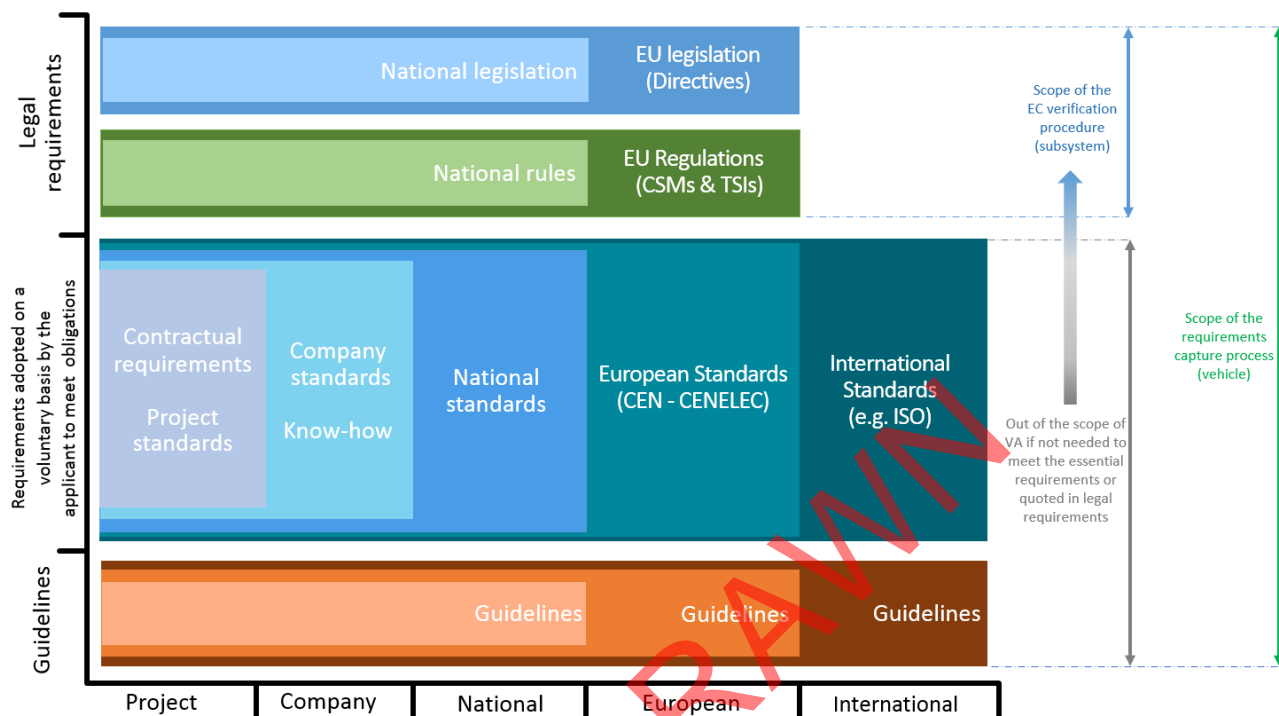 Legal
requirements
National legislation
EU legislation
(Directives)
National rules
EU Regulations
(CSMs & TSIs)
Scope of the
EC verification
procedure
(subsystem)
Requirements adopted on a
voluntary basis by the
applicant to meet obligations
Contractual
requirements
Project
standards
Company
standards
Know-how
National
standards
European Standards
(CEN - CENELEC)
International
Standards
(e.g. ISO)
Out of the scope of
VA if not needed to
meet the essential
requirements or
quoted in legal
requirements
Scope of the
requirements
capture process
(vehicle)
Guidelines
Guidelines
Guidelines
Guidelines
Project
Company
National
European
International
RAWN